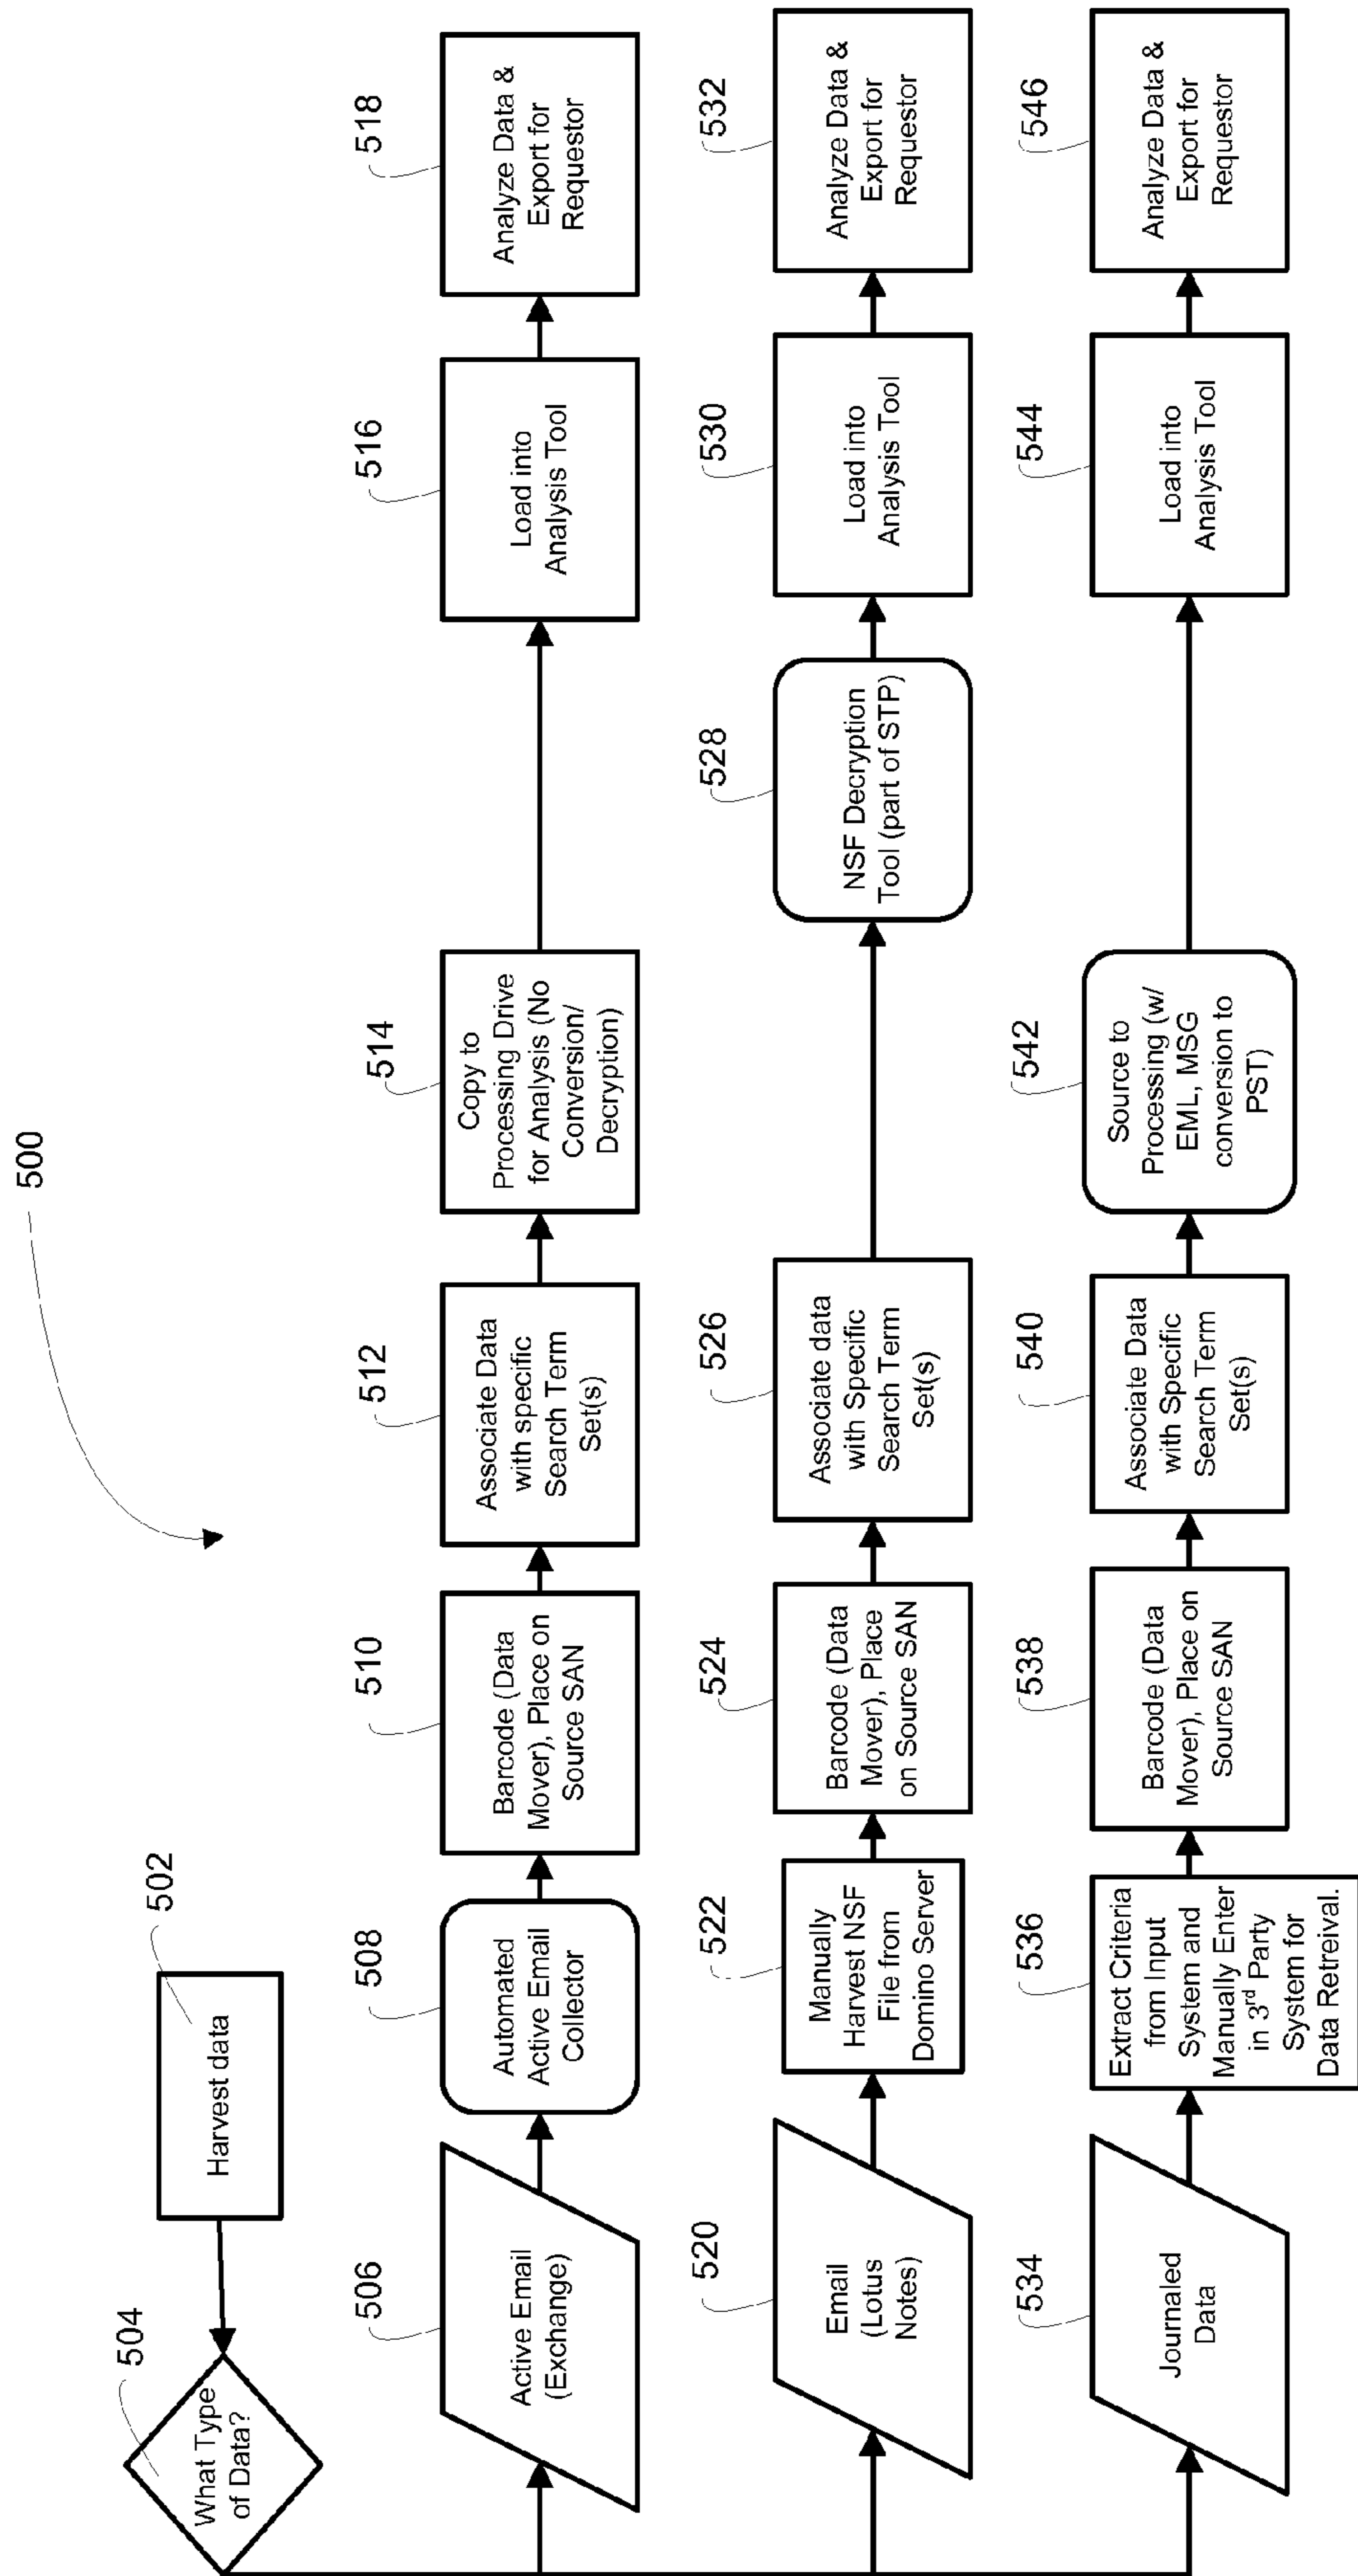 500
502
Harvest data
504
What Type
of Data?
506
Active Email
(Exchange)
508
Automated
Active Email
Collector
510
Barcode (Data
Mover), Place on
Source SAN
512
Associate Data
with specific
Search Term
Set(s)
514
Copy to
Processing Drive
for Analysis (No
Conversion/
Decryption)
516
Load into
Analysis Tool
518
Analyze Data &
Export for
Requestor
520
Email
(Lotus
Notes)
522
Manually
Harvest NSF
File from
Domino Server
524
Barcode (Data
Mover), Place
on Source SAN
526
Associate data
with Specific
Search Term
Set(s)
528
NSF Decryption
Tool (part of STP)
530
Load into
Analysis Tool
532
Analyze Data &
Export for
Requestor
534
Journaled
Data
536
Extract Criteria
from Input
System and
Manually Enter
in 3rd Party
System for
Data Retreival.
538
Barcode (Data
Mover), Place on
Source SAN
540
Associate Data
with Specific
Search Term
Set(s)
542
Source to
Processing (w/
EML, MSG
conversion to
PST)
544
Load into
Analysis Tool
546
Analyze Data &
Export for
Requestor